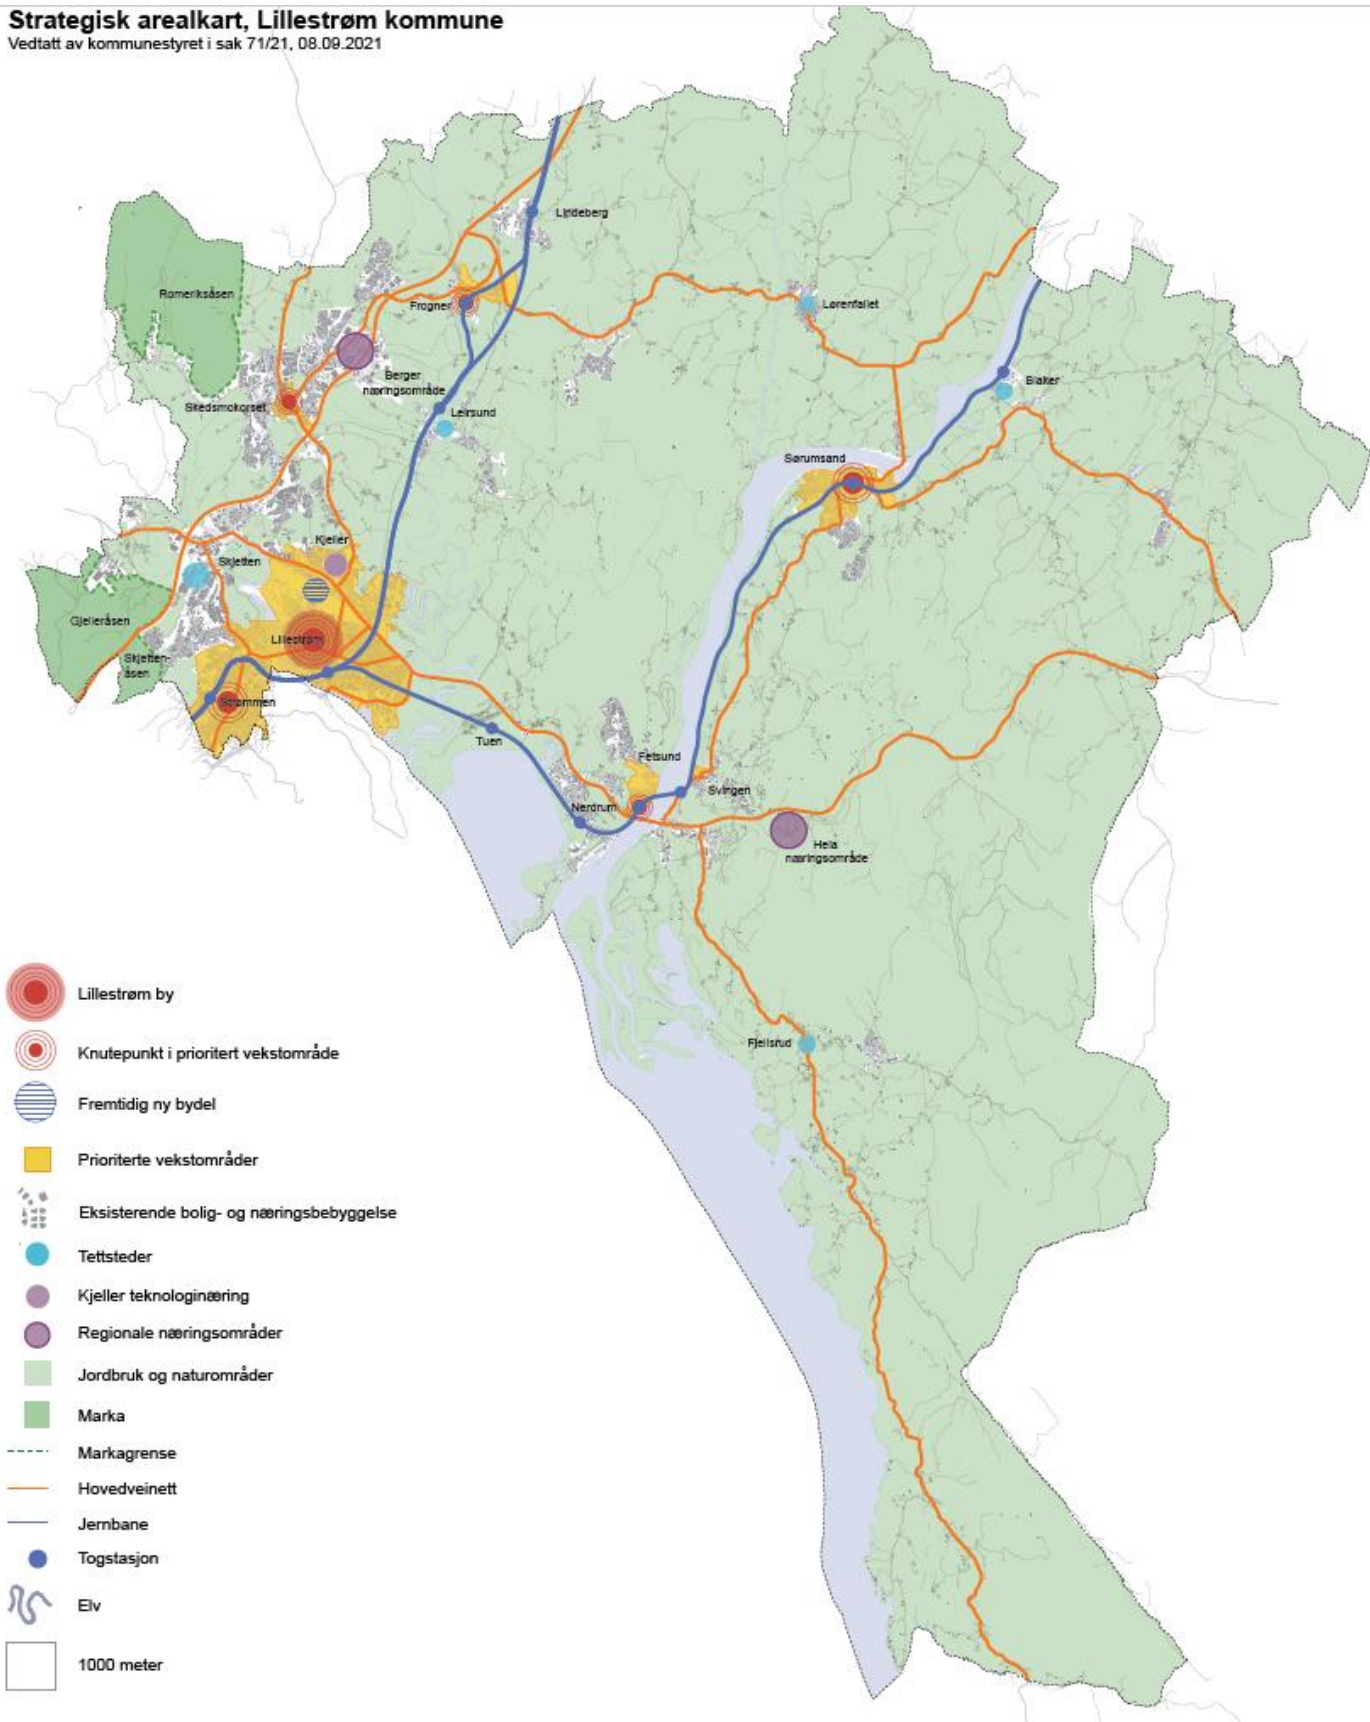 Strategisk arealkart, Lillestrøm kommune
Vedtatt av kommunestyret i sak 71/21, 08.09.2021
Lindeberg
Romeriksåsen
Frogner
Lørenfallet
Berger
næringsområde
Blaker
Skedsmokorset
Leirsund
Sørumsand
Kjeller
Skjetten
Gjelleråsen
Lillestrøm
Skjetten-
åsen
Strømmen
Tuen
Fetsund
Svingen
Nerdrum
Heia
næringsområde
Fjellsrud
Lillestrøm by
Knutepunkt i prioritert vekstområde
Fremtidig ny bydel
Prioriterte vekstområder
Eksisterende bolig- og næringsbebyggelse
Tettsteder
Kjeller teknologinæring
Regionale næringsområder
Jordbruk og naturområder
Marka
Markagrense
Hovedveinett
Jernbane
Togstasjon
Elv
1000 meter